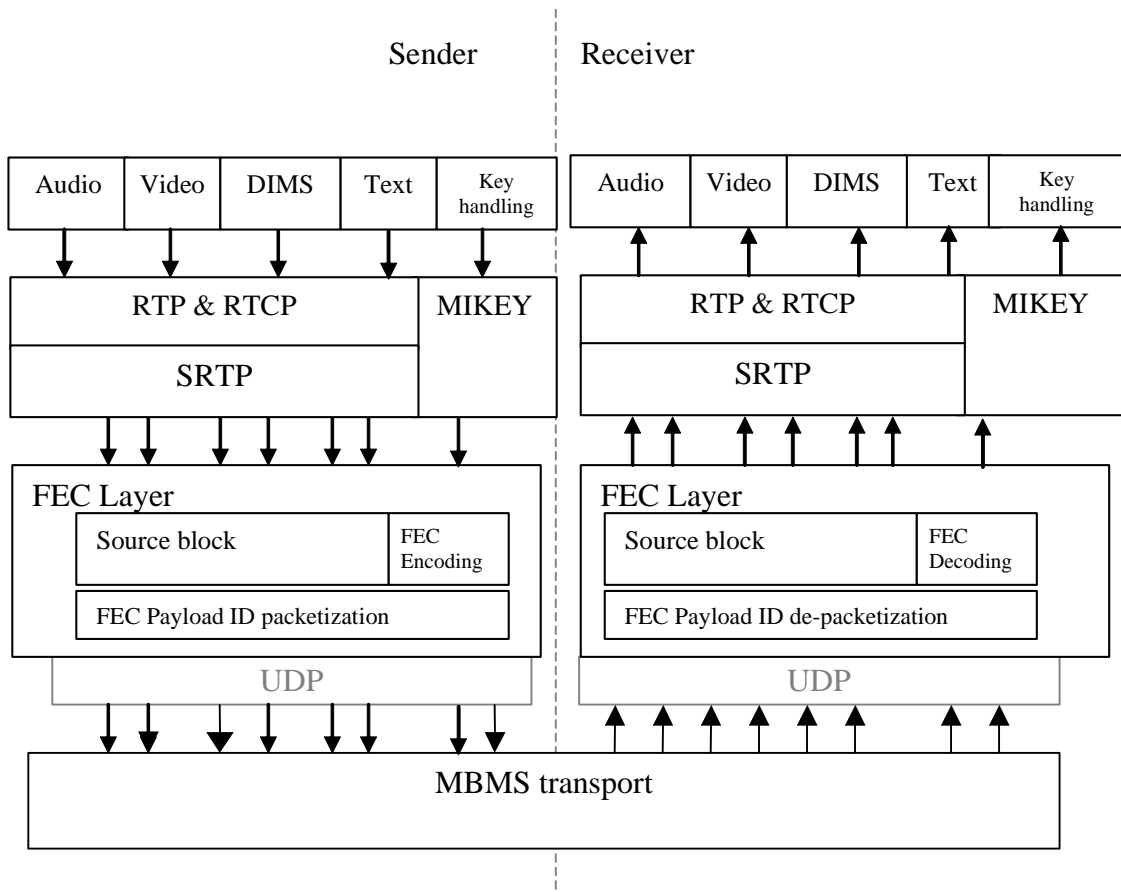 Sender
Receiver
Audio
Video
DIMS
Text
Key
handling
Audio
Video
DIMS
Text
Key
handling
RTP & RTCP
MIKEY
SRTP
RTP & RTCP
MIKEY
SRTP
FEC Layer
Source block
FEC
Encoding
FEC Payload ID packetization
FEC Layer
Source block
FEC
Decoding
FEC Payload ID de-packetization
UDP
UDP
MBMS transport